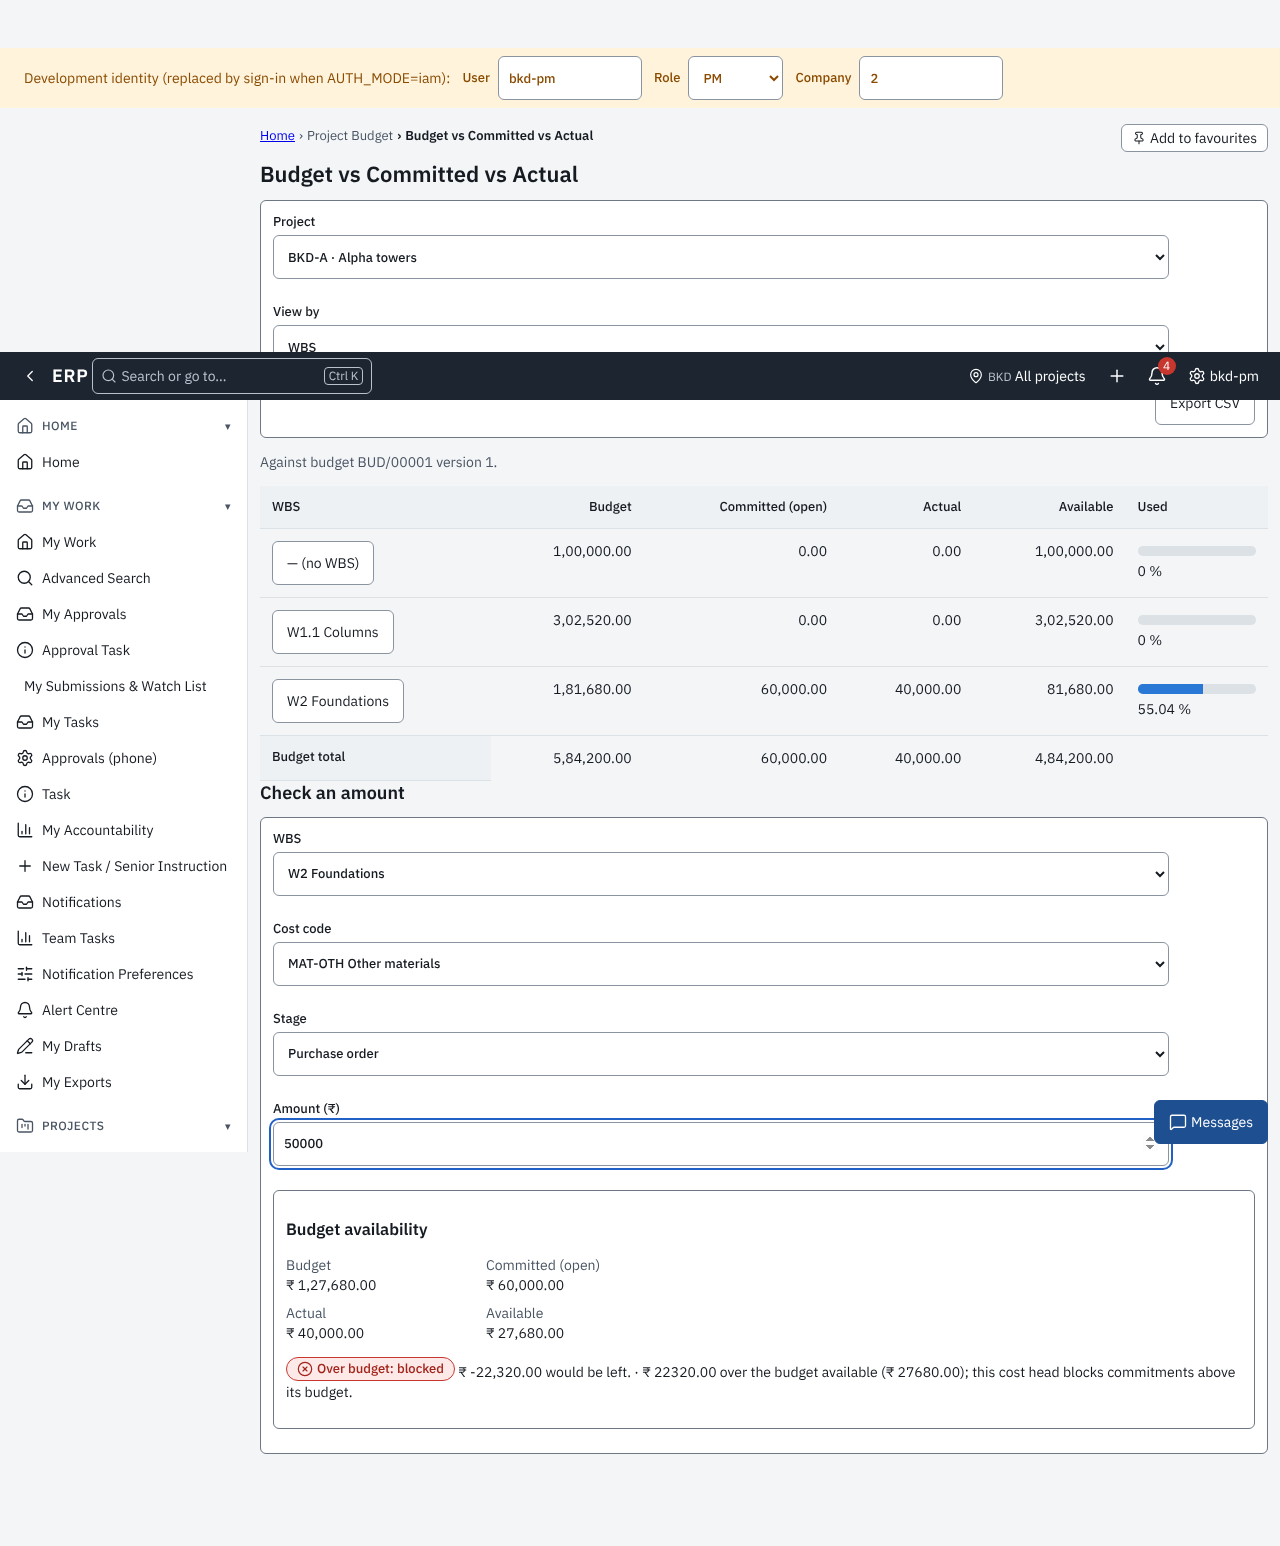 Development identity (replaced by sign-in when AUTH_MODE=iam): User bkd-pm Role PM Company 2
Home › Project Budget › Budget vs Committed vs Actual
Add to favourites
Budget vs Committed vs Actual
Project
BKD-A · Alpha towers
View by
WBS
ERP Search or go to... Ctrl K BKD All projects 4 bkd-pm
Export CSV
HOME
Home
MY WORK
My Work
Advanced Search
My Approvals
Approval Task
My Submissions & Watch List
My Tasks
Approvals (phone)
Task
My Accountability
New Task / Senior Instruction
Notifications
Team Tasks
Notification Preferences
Alert Centre
My Drafts
My Exports
PROJECTS
Against budget BUD/00001 version 1.
WBS Budget Committed (open) Actual Available Used
— (no WBS) 1,00,000.00 0.00 0.00 1,00,000.00 0 %
W1.1 Columns 3,02,520.00 0.00 0.00 3,02,520.00 0 %
W2 Foundations 1,81,680.00 60,000.00 40,000.00 81,680.00 55.04 %
Budget total 5,84,200.00 60,000.00 40,000.00 4,84,200.00
Check an amount
WBS
W2 Foundations
Cost code
MAT-OTH Other materials
Stage
Purchase order
Amount (₹)
50000
Messages
Budget availability
Budget Committed (open)
₹ 1,27,680.00 ₹ 60,000.00
Actual Available
₹ 40,000.00 ₹ 27,680.00
Over budget: blocked ₹ -22,320.00 would be left. · ₹ 22320.00 over the budget available (₹ 27680.00); this cost head blocks commitments above
its budget.